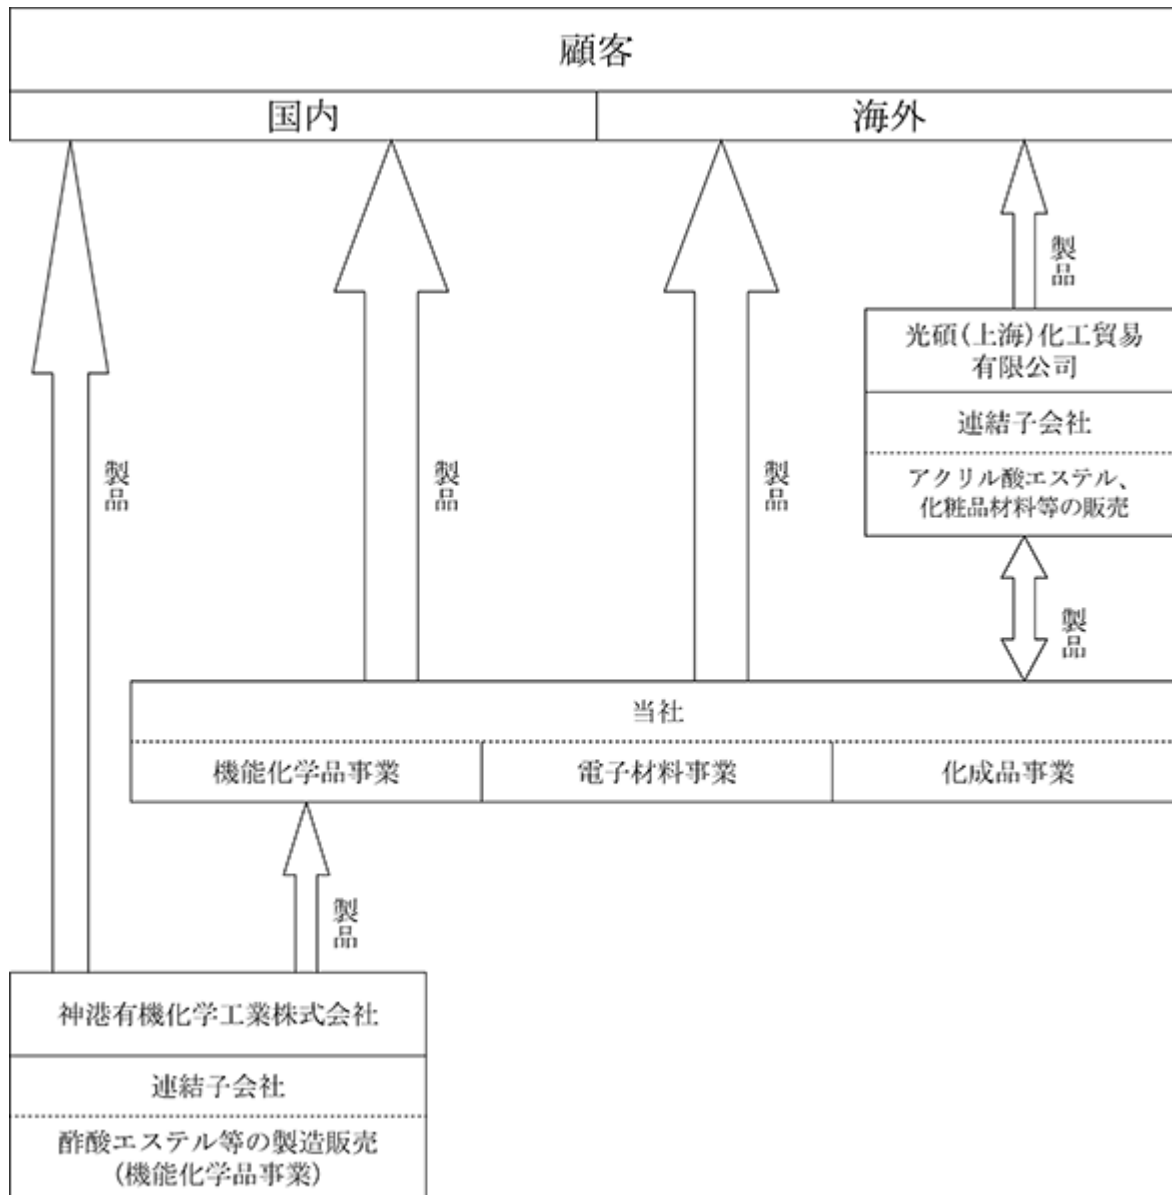 顧客
国内
海外
製品
光碩(上海)化工貿易
有限公司
連結子会社
アクリル酸エステル、
化粧品材料等の販売
製品
製品
製品
製品
当社
機能化学品事業
電子材料事業
化成品事業
製品
神港有機化学工業株式会社
連結子会社
酢酸エステル等の製造販売
(機能化学品事業)